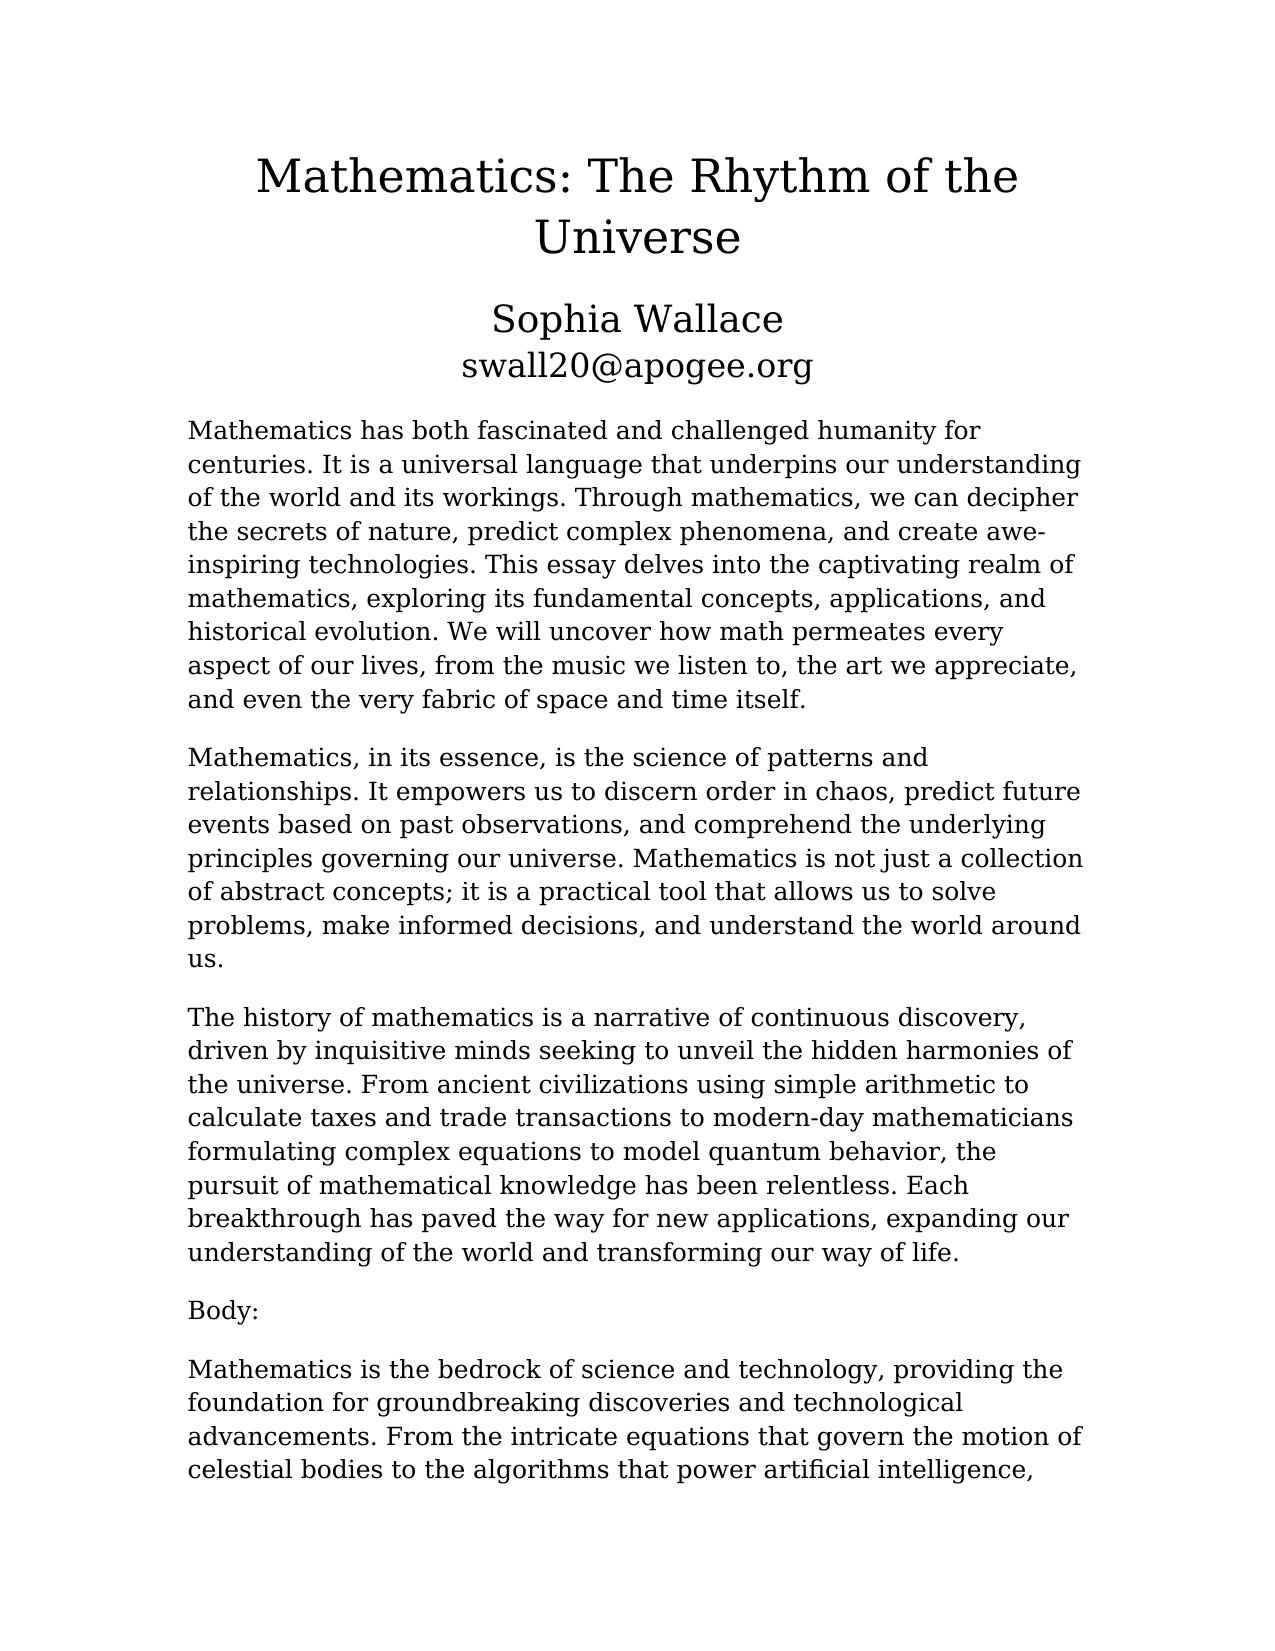 Mathematics: The Rhythm of the
Universe
Sophia Wallace
swall20@apogee.org
Mathematics has both fascinated and challenged humanity for
centuries. It is a universal language that underpins our understanding
of the world and its workings. Through mathematics, we can decipher
the secrets of nature, predict complex phenomena, and create awe-
inspiring technologies. This essay delves into the captivating realm of
mathematics, exploring its fundamental concepts, applications, and
historical evolution. We will uncover how math permeates every
aspect of our lives, from the music we listen to, the art we appreciate,
and even the very fabric of space and time itself.
Mathematics, in its essence, is the science of patterns and
relationships. It empowers us to discern order in chaos, predict future
events based on past observations, and comprehend the underlying
principles governing our universe. Mathematics is not just a collection
of abstract concepts; it is a practical tool that allows us to solve
problems, make informed decisions, and understand the world around
us.
The history of mathematics is a narrative of continuous discovery,
driven by inquisitive minds seeking to unveil the hidden harmonies of
the universe. From ancient civilizations using simple arithmetic to
calculate taxes and trade transactions to modern-day mathematicians
formulating complex equations to model quantum behavior, the
pursuit of mathematical knowledge has been relentless. Each
breakthrough has paved the way for new applications, expanding our
understanding of the world and transforming our way of life.
Body:
Mathematics is the bedrock of science and technology, providing the
foundation for groundbreaking discoveries and technological
advancements. From the intricate equations that govern the motion of
celestial bodies to the algorithms that power artificial intelligence,